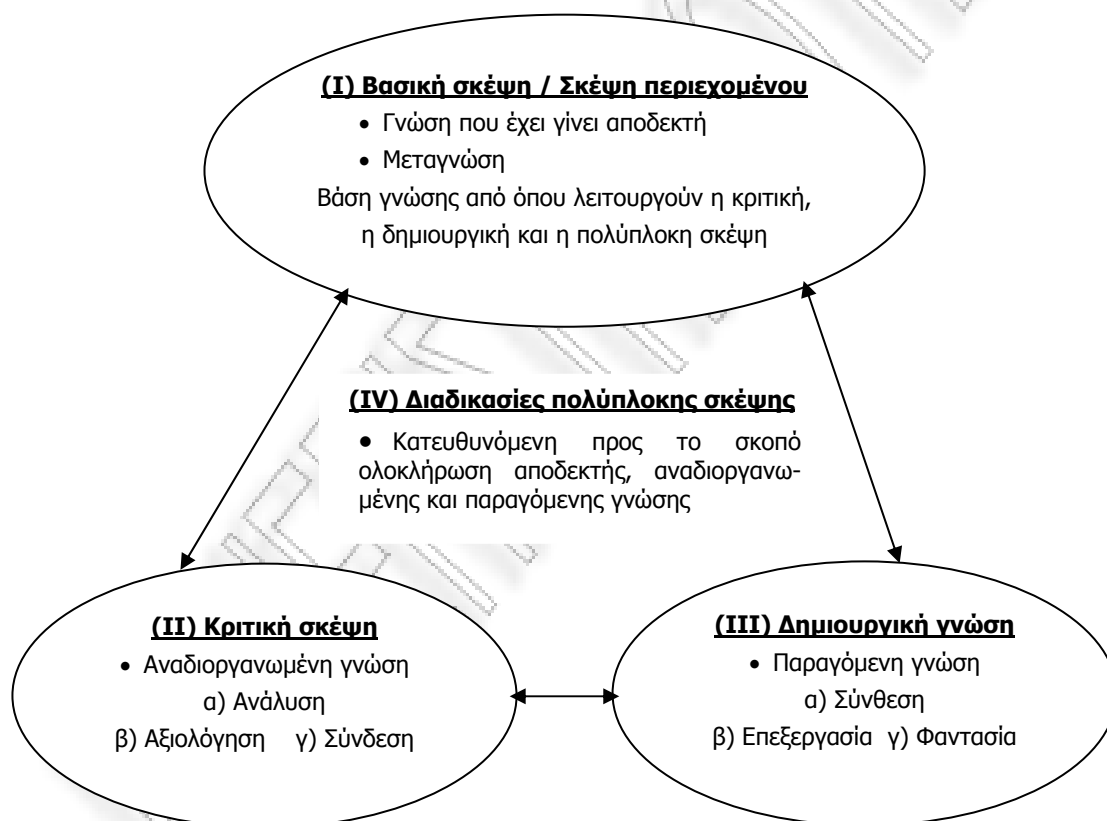 (I) Βασική σκέψη / Σκέψη περιεχομένου
• Γνώση που έχει γίνει αποδεκτή
• Μεταγνώση
Βάση γνώσης από όπου λειτουργούν η κριτική,
η δημιουργική και η πολύπλοκη σκέψη
(IV) Διαδικασίες πολύπλοκης σκέψης
• Κατευθυνόμενη προς το σκοπό
ολοκλήρωση αποδεκτής, αναδιοργανω-
μένης και παραγόμενης γνώσης
(II) Κριτική σκέψη
• Αναδιοργανωμένη γνώση
α) Ανάλυση
β) Αξιολόγηση γ) Σύνδεση
(III) Δημιουργική γνώση
• Παραγόμενη γνώση
α) Σύνθεση
β) Επεξεργασία γ) Φαντασία